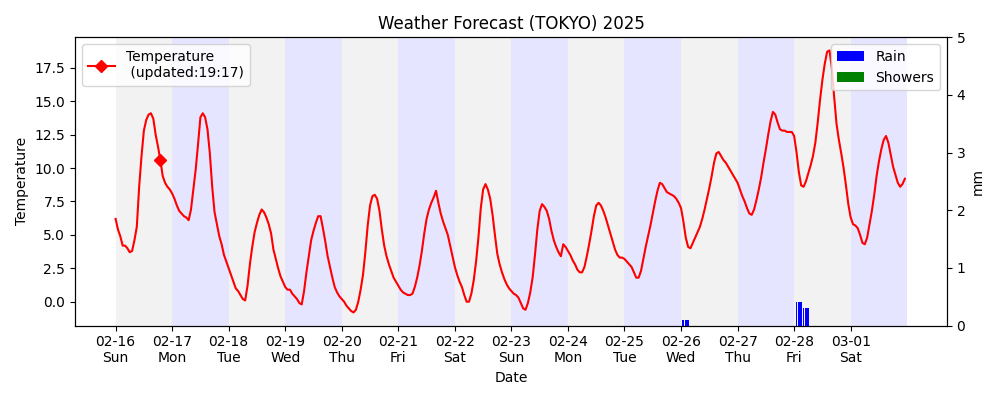 Weather Forecast (TOKYO) 2025
Temperature
(updated:19:17)
Rain
Showers
Temperature
17.5
15.0
12.5
10.0
7.5
5.0
2.5
0.0
5
4
3
2
1
0
mm
02-16 02-17 02-18 02-19 02-20 02-21 02-22 02-23 02-24 02-25 02-26 02-27 02-28 03-01
Sun Mon Tue Wed Thu Fri Sat Sun Mon Tue Wed Thu Fri Sat
Date